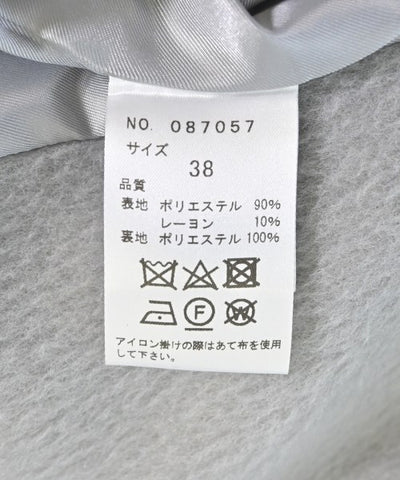 NO. 087057
サイズ
38
品質
表地 ポリエステル 90%
レーヨン 10%
裏地 ポリエステル 100%
F
W
アイロン掛けの際はあて布を使用
して下さい。